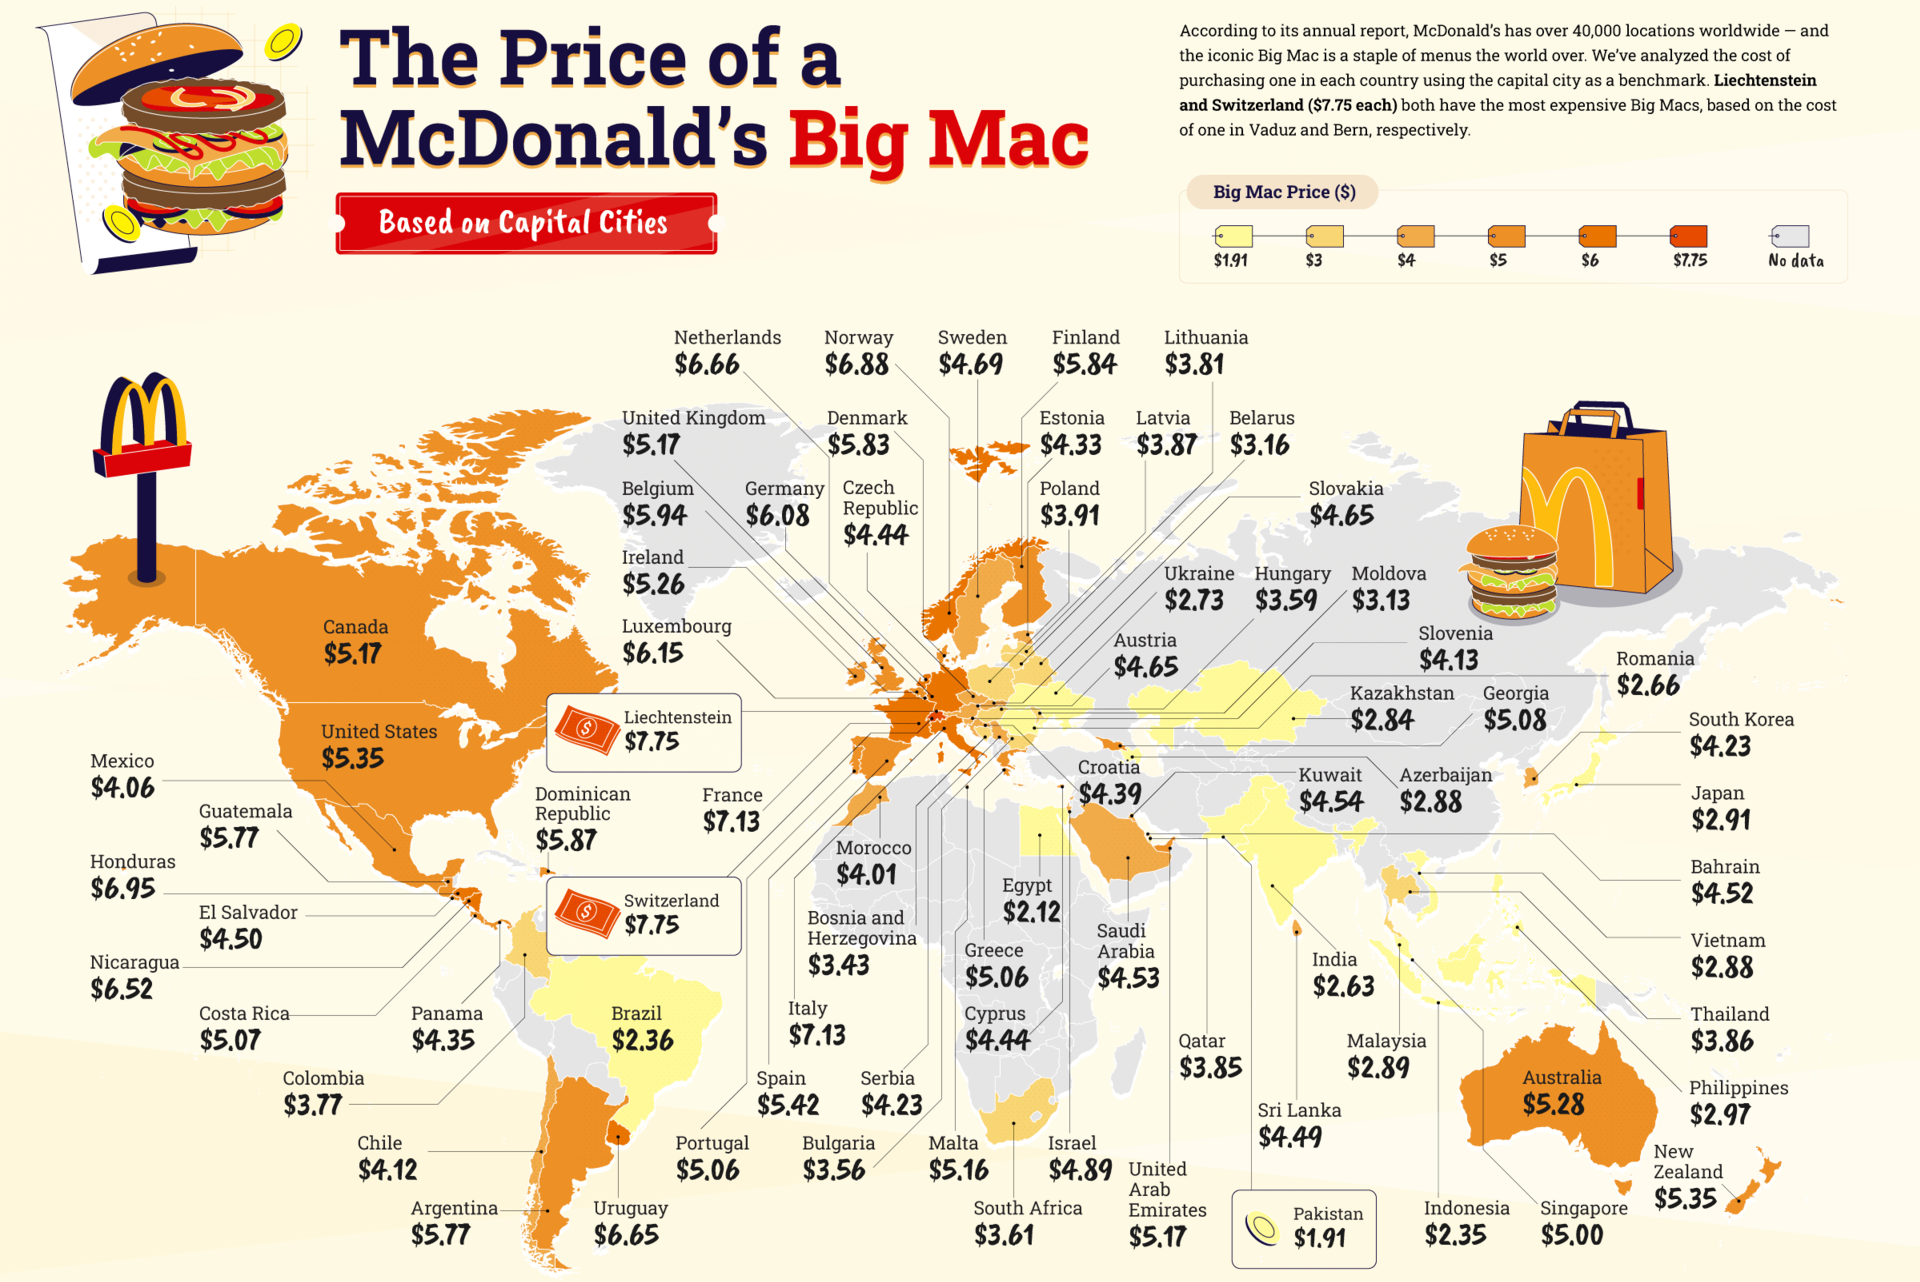 The Price of a
McDonald's Big Mac
Based on Capital Cities
According to its annual report, McDonald's has over 40,000 locations worldwide — and
the iconic Big Mac is a staple of menus the world over. We've analyzed the cost of
purchasing one in each country using the capital city as a benchmark. Liechtenstein
and Switzerland ($7.75 each) both have the most expensive Big Macs, based on the cost
of one in Vaduz and Bern, respectively.
Big Mac Price ($)
$1.91
$3
$4
$5
$6
$7.75
No data
Netherlands
$6.66
Norway
$6.88
Sweden
$4.69
Finland
$5.84
Lithuania
$3.81
United Kingdom
$5.17
Denmark
$5.83
Estonia
$4.33
Latvia
$3.87
Belarus
$3.16
Belgium
$5.94
Germany
$6.08
Czech
Republic
$4.44
Poland
$3.91
Slovakia
$4.65
Ireland
$5.26
Ukraine
$2.73
Hungary
$3.59
Moldova
$3.13
Canada
$5.17
Luxembourg
$6.15
Austria
$4.65
Slovenia
$4.13
Romania
$2.66
Liechtenstein
$7.75
Kazakhstan
$2.84
Georgia
$5.08
United States
$5.35
South Korea
$4.23
Mexico
$4.06
Croatia
$4.39
Kuwait
$4.54
Azerbaijan
$2.88
Guatemala
$5.77
Dominican
Republic
$5.87
France
$7.13
Japan
$2.91
Honduras
$6.95
Morocco
$4.01
Bahrain
$4.52
El Salvador
$4.50
Switzerland
$7.75
Egypt
$2.12
Bosnia and
Herzegovina
$3.43
Saudi
Arabia
$4.53
Vietnam
$2.88
Nicaragua
$6.52
Greece
$5.06
India
$2.63
Costa Rica
$5.07
Panama
$4.35
Brazil
$2.36
Italy
$7.13
Cyprus
$4.44
Thailand
$3.86
Qatar
$3.85
Malaysia
$2.89
Colombia
$3.77
Spain
$5.42
Serbia
$4.23
Australia
$5.28
Philippines
$2.97
Sri Lanka
$4.49
Chile
$4.12
Portugal
$5.06
Bulgaria
$3.56
Malta
$5.16
Israel
$4.89
New
Zealand
$5.35
United
Arab
Emirates
$5.17
Argentina
$5.77
Uruguay
$6.65
South Africa
$3.61
Pakistan
$1.91
Indonesia
$2.35
Singapore
$5.00